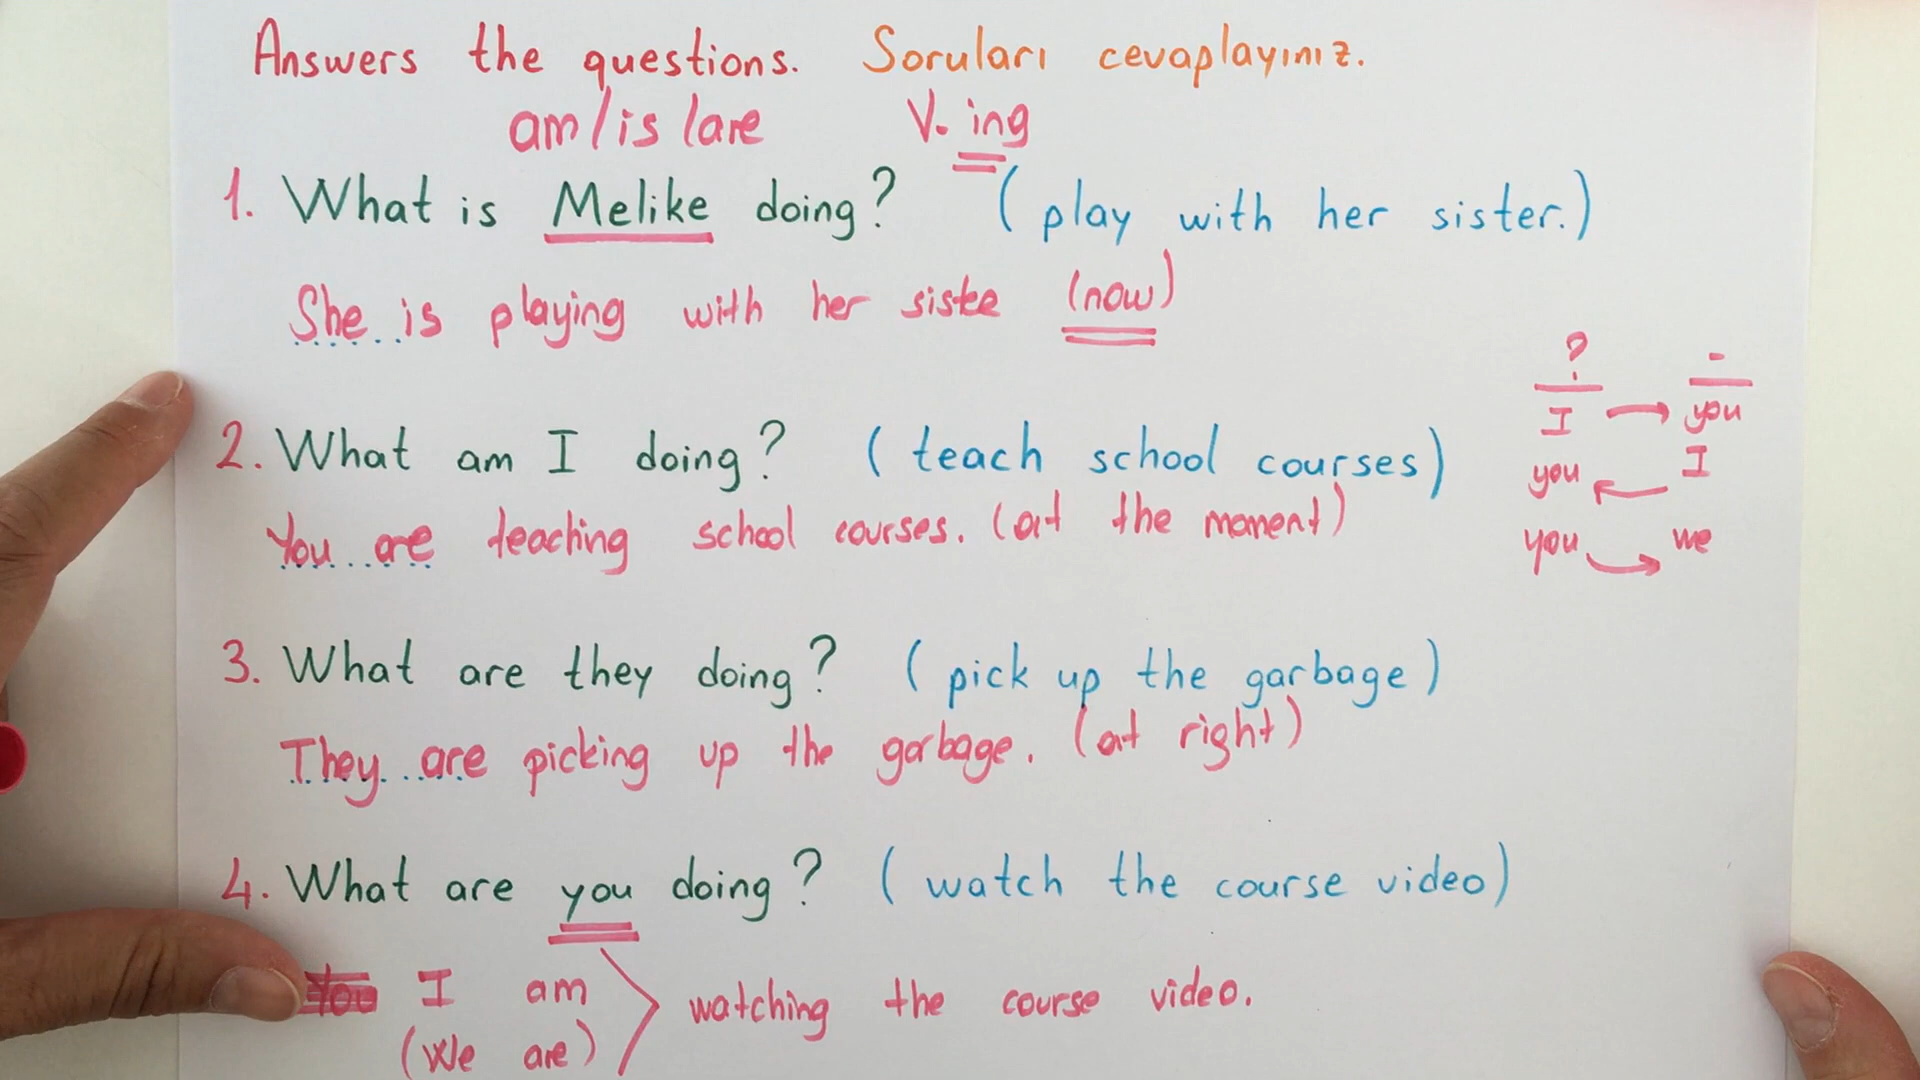 Answers the questions. Soruları cevaplayınız.
am/is/are V. ing
1. What is Melike doing? (play with her sister.)
She is playing with her siste (now)
? -
I → you
2. What am I doing? (teach school courses)
you ← I
You are teaching school courses. (at the moment)
you → we
3. What are they doing? (pick up the garbage)
They are picking up the garbage. (at right)
4. What are you doing? (watch the course video)
You I am watching the course video.
(We are)